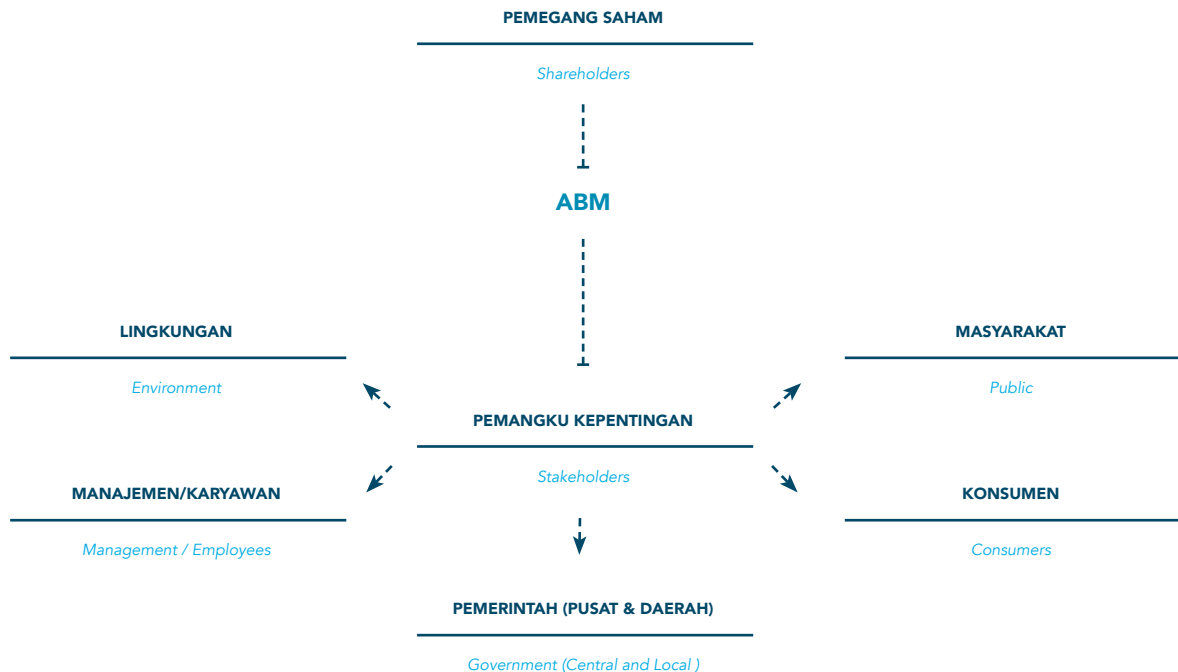 PEMEGANG SAHAM
Shareholders
ABM
LINGKUNGAN
Environment
MASYARAKAT
Public
PEMANGKU KEPENTINGAN
Stakeholders
MANAJEMEN/KARYAWAN
Management / Employees
KONSUMEN
Consumers
PEMERINTAH (PUSAT & DAERAH)
Government (Central and Local )